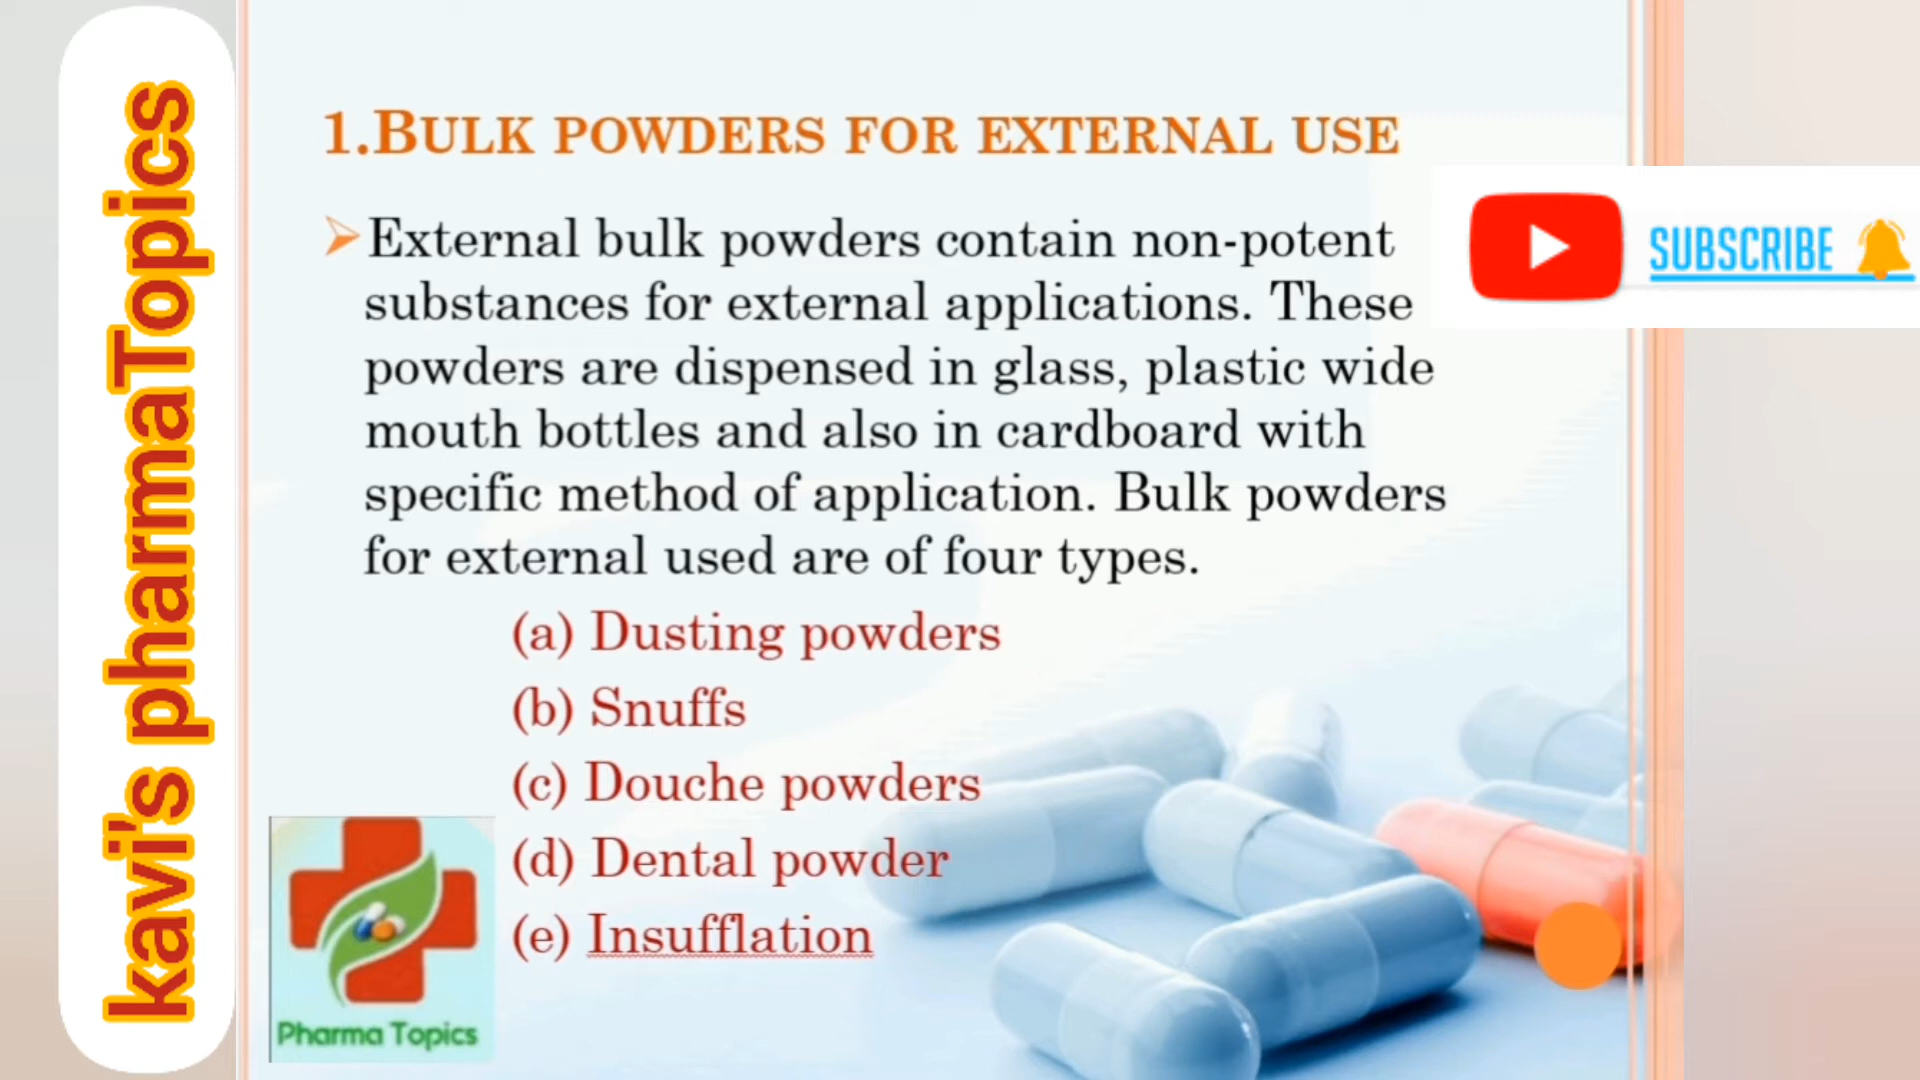 kavi's pharmaTopics
1.BULK POWDERS FOR EXTERNAL USE
External bulk powders contain non-potent
substances for external applications. These
powders are dispensed in glass, plastic wide
mouth bottles and also in cardboard with
specific method of application. Bulk powders
for external used are of four types.
(a) Dusting powders
(b) Snuffs
(c) Douche powders
(d) Dental powder
(e) Insufflation
SUBSCRIBE
Pharma Topics